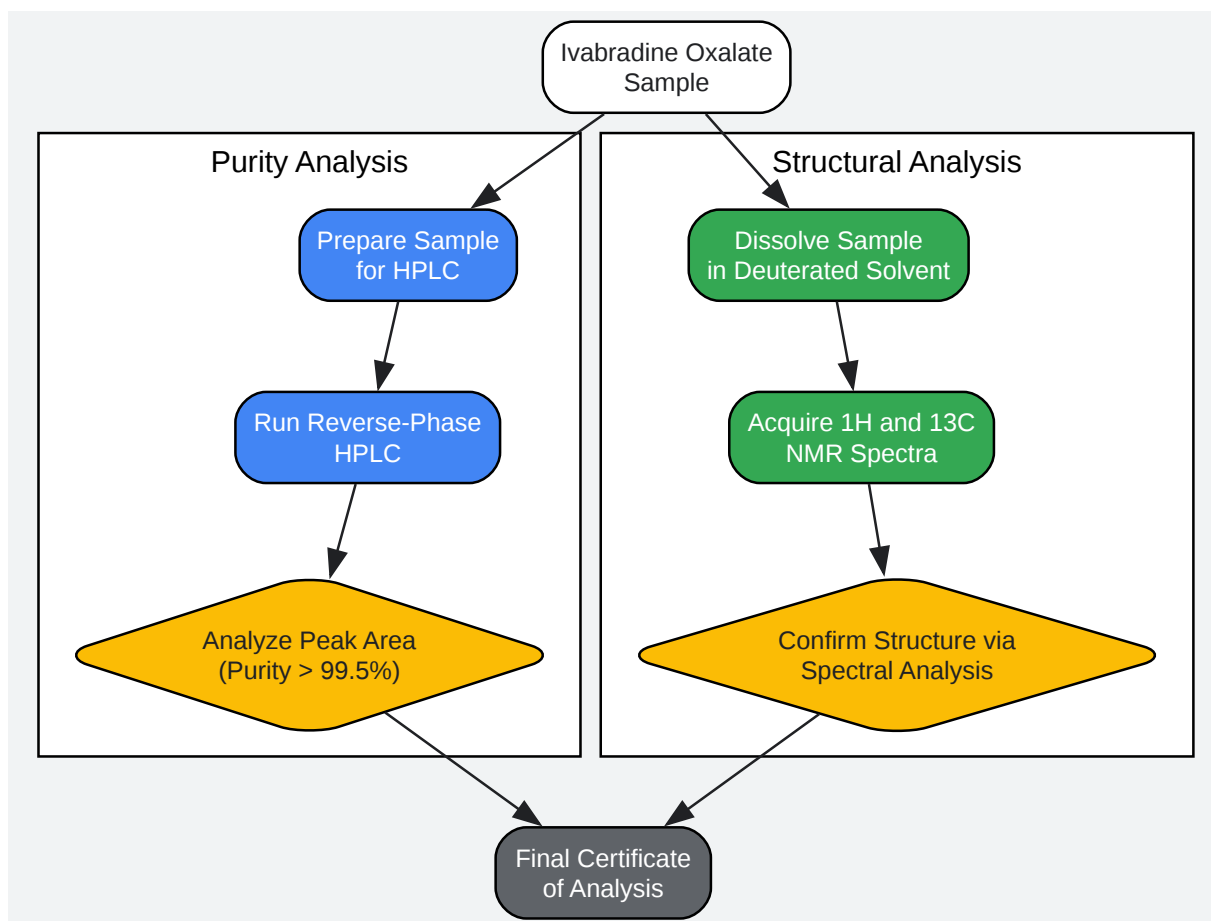 Ivabradine Oxalate
Sample
Purity Analysis
Prepare Sample
for HPLC
Run Reverse-Phase
HPLC
Analyze Peak Area
(Purity > 99.5%)
Structural Analysis
Dissolve Sample
in Deuterated Solvent
Acquire 1H and 13C
NMR Spectra
Confirm Structure via
Spectral Analysis
Final Certificate
of Analysis